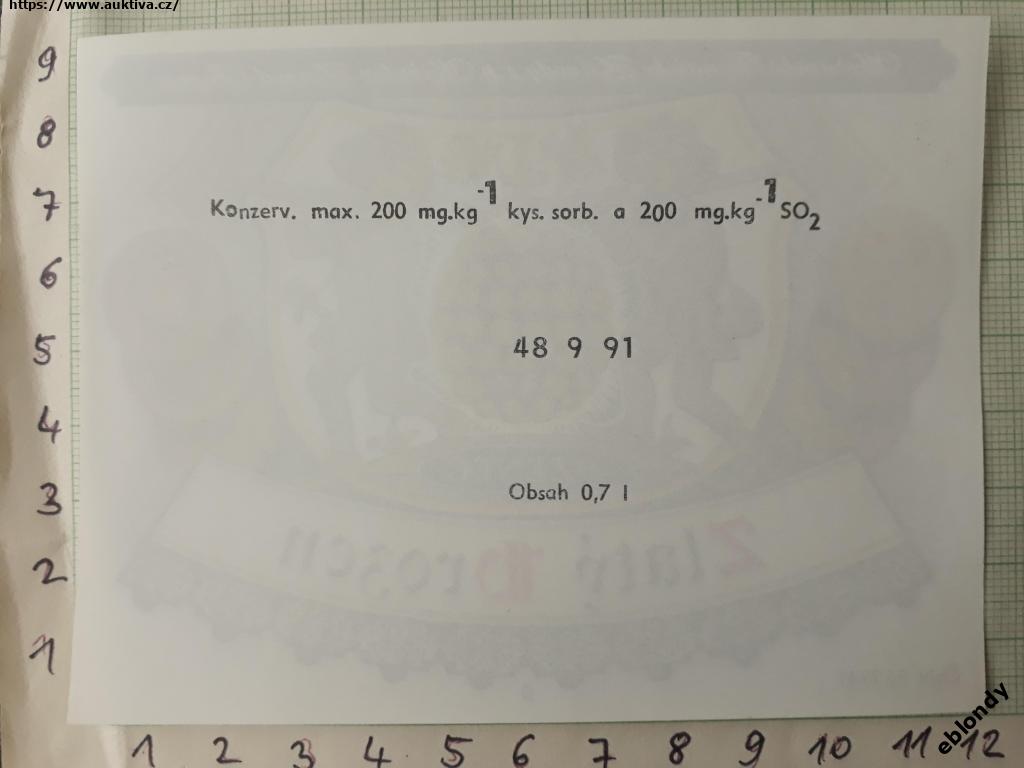 https://www.auktiva.cz/
9
8
7
Konzerv. max. 200 mg.kg⁻¹ kys. sorb. a 200 mg.kg⁻¹ SO₂
6
5
48 9 91
4
3
Obsah 0,7 l
Zlatý Drozen
2
1
1 2 3 4 5 6 7 8 9 10 11 12
eblondy